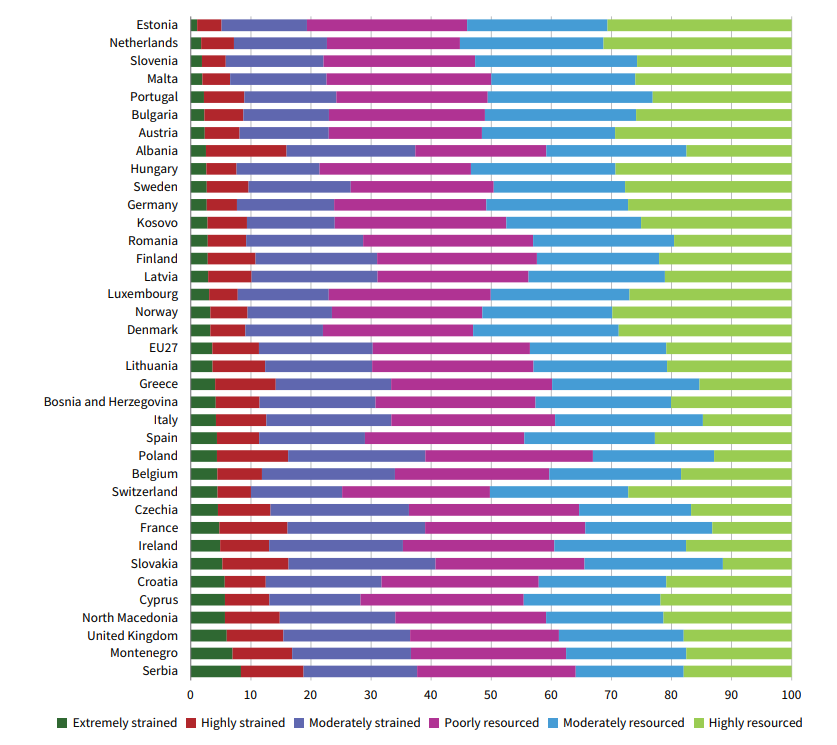 Estonia
Netherlands
Slovenia
Malta
Portugal
Bulgaria
Austria
Albania
Hungary
Sweden
Germany
Kosovo
Romania
Finland
Latvia
Luxembourg
Norway
Denmark
EU27
Lithuania
Greece
Bosnia and Herzegovina
Italy
Spain
Poland
Belgium
Switzerland
Czechia
France
Ireland
Slovakia
Croatia
Cyprus
North Macedonia
United Kingdom
Montenegro
Serbia
0 10 20 30 40 50 60 70 80 90 100
Extremely strained Highly strained Moderately strained Poorly resourced Moderately resourced Highly resourced